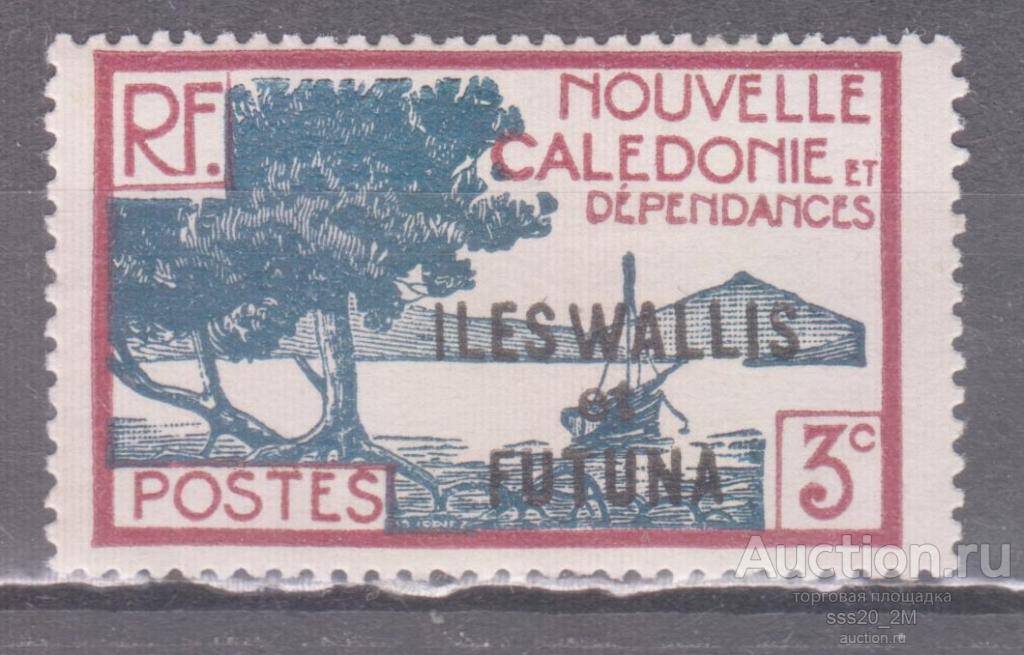 RF.
NOUVELLE
CALEDONIE ET
DÉPENDANCES
ILES WALLIS
et
FUTUNA
POSTES
3c
Auction.ru
торговая площадка
sss20_2M
auction.ru